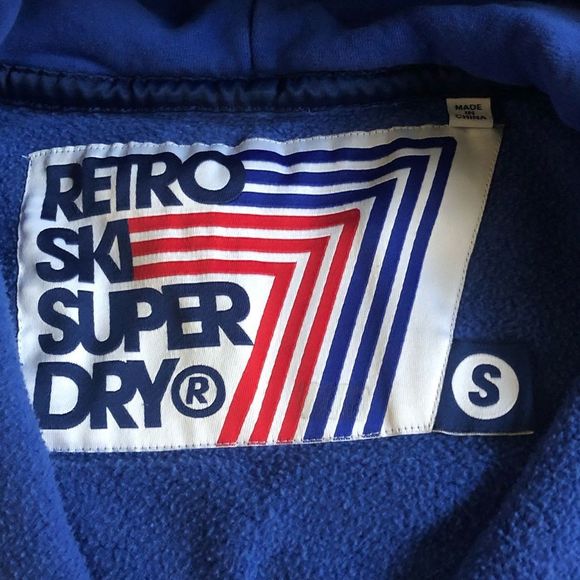 MADE
IN
CHINA
RETRO
SKI
SUPER
DRY®
S